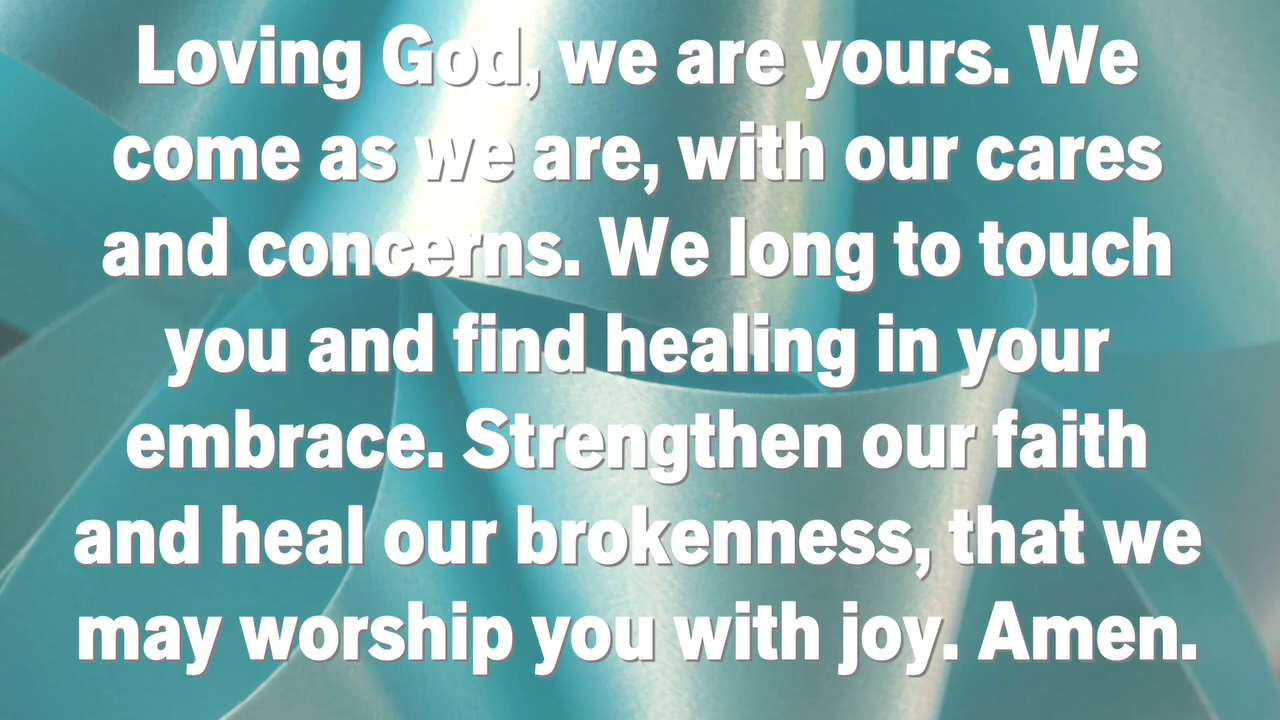 Loving God, we are yours. We
come as we are, with our cares
and concerns. We long to touch
you and find healing in your
embrace. Strengthen our faith
and heal our brokenness, that we
may worship you with joy. Amen.